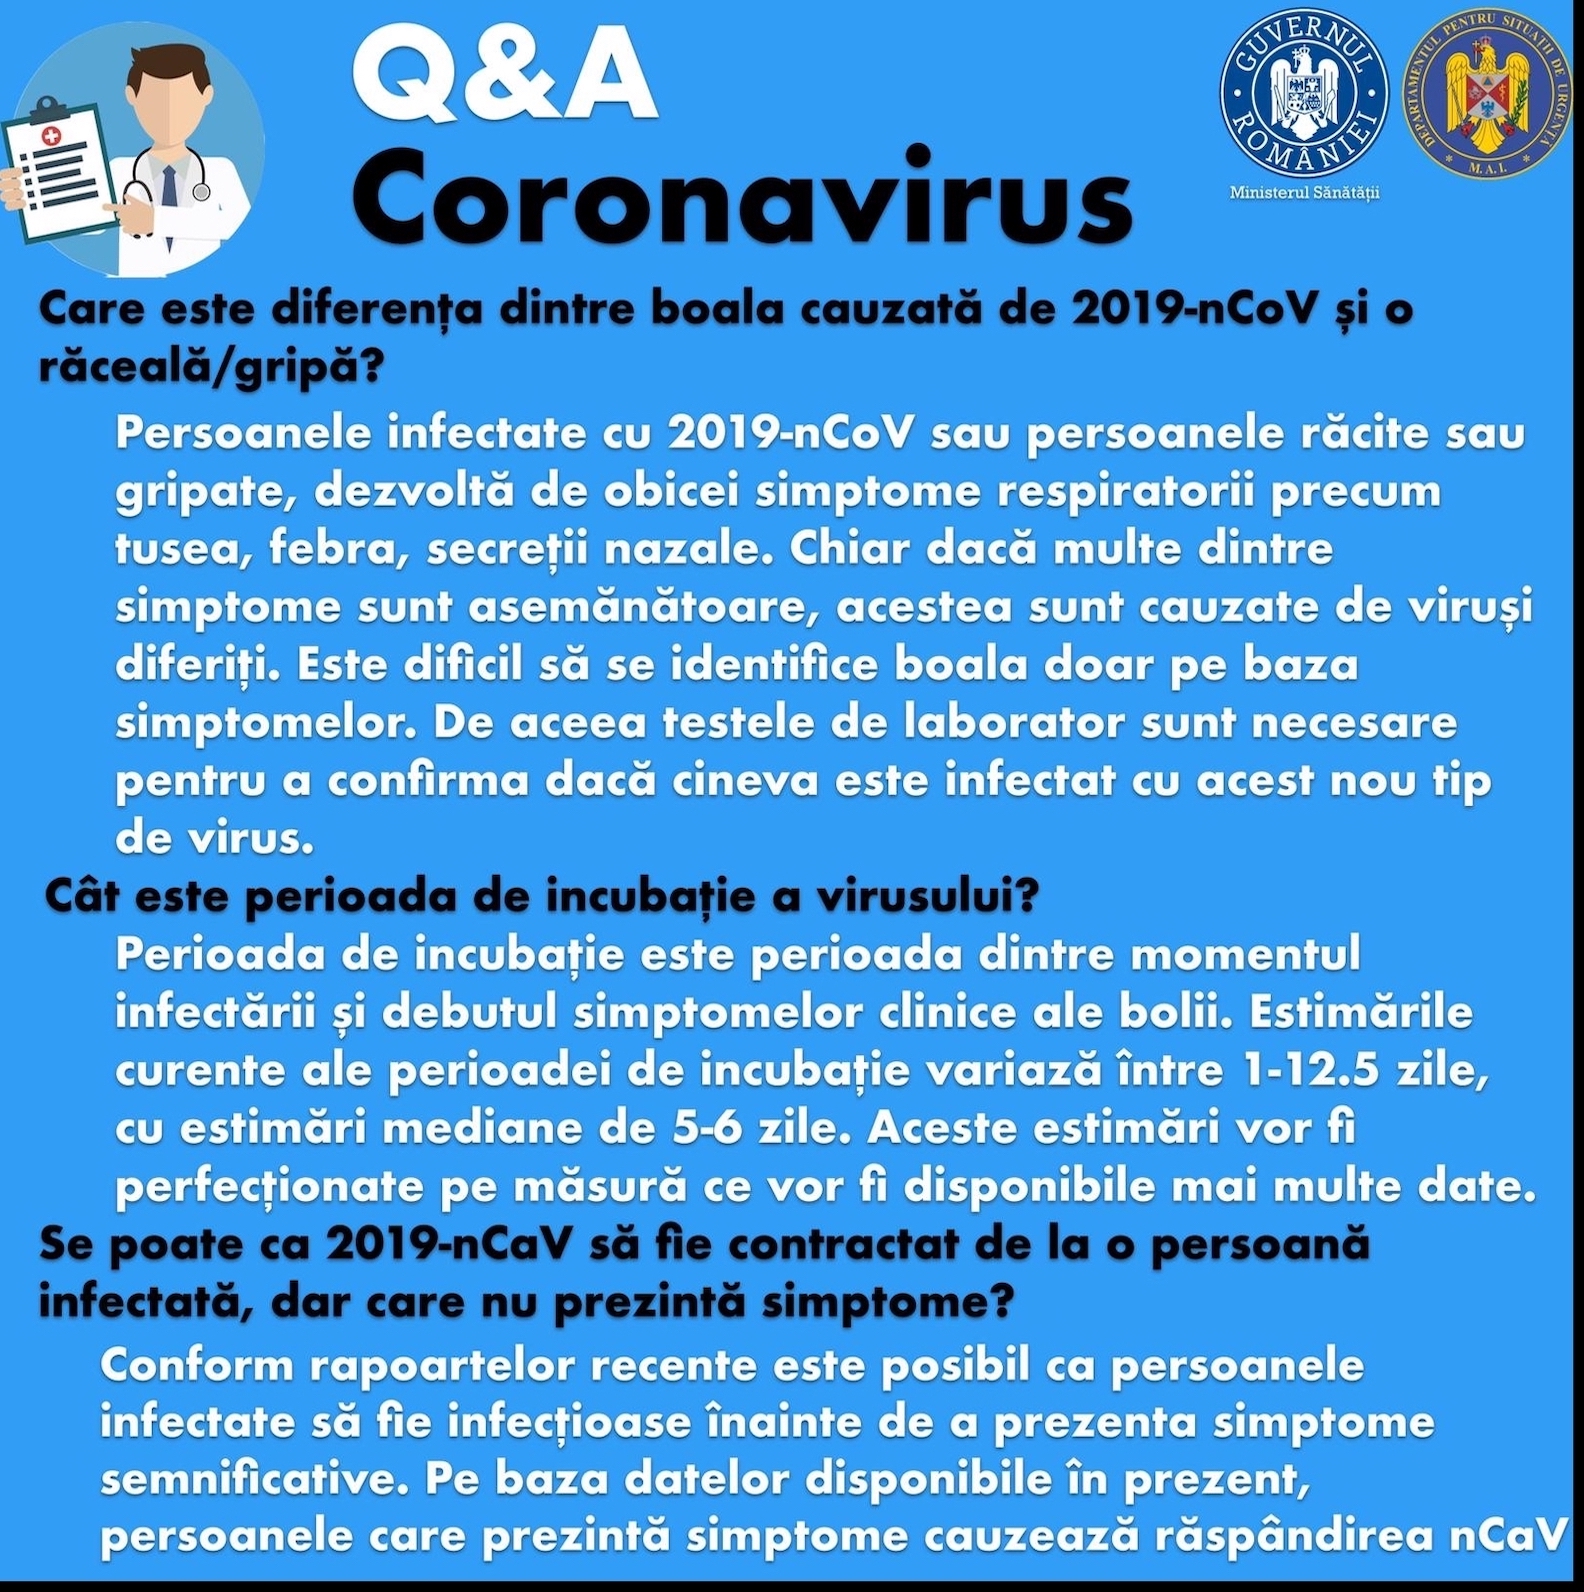 Q&A
Coronavirus
GUVERNUL ROMÂNIEI
Ministerul Sănătății
DEPARTAMENTUL PENTRU SITUAȚII DE URGENȚĂ
* M.A.I. *
Care este diferența dintre boala cauzată de 2019-nCoV și o
răceală/gripă?
Persoanele infectate cu 2019-nCoV sau persoanele răcite sau
gripate, dezvoltă de obicei simptome respiratorii precum
tusea, febra, secreții nazale. Chiar dacă multe dintre
simptome sunt asemănătoare, acestea sunt cauzate de viruși
diferiți. Este dificil să se identifice boala doar pe baza
simptomelor. De aceea testele de laborator sunt necesare
pentru a confirma dacă cineva este infectat cu acest nou tip
de virus.
Cât este perioada de incubație a virusului?
Perioada de incubație este perioada dintre momentul
infectării și debutul simptomelor clinice ale bolii. Estimările
curente ale perioadei de incubație variază între 1-12.5 zile,
cu estimări mediane de 5-6 zile. Aceste estimări vor fi
perfecționate pe măsură ce vor fi disponibile mai multe date.
Se poate ca 2019-nCaV să fie contractat de la o persoană
infectată, dar care nu prezintă simptome?
Conform rapoartelor recente este posibil ca persoanele
infectate să fie infecțioase înainte de a prezenta simptome
semnificative. Pe baza datelor disponibile în prezent,
persoanele care prezintă simptome cauzează răspândirea nCaV